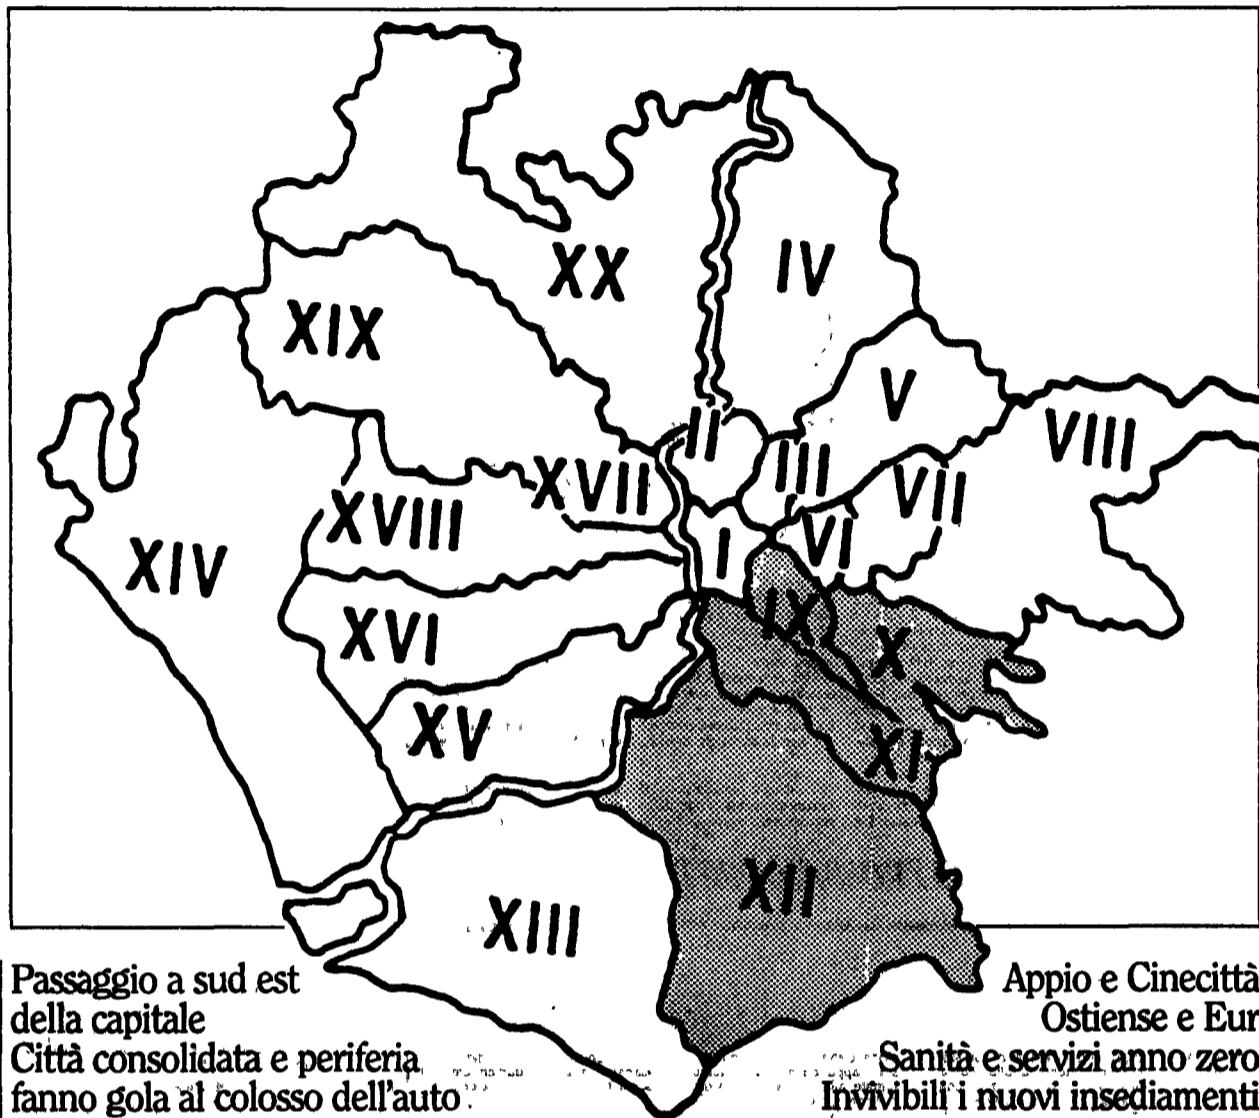 XX
IV
XIX
V
VIII
II
III
XVII
VII
XVIII
I
VI
XIV
IX
XVI
X
XV
XI
XII
XIII
Passaggio a sud est
della capitale
Città consolidata e periferia
fanno gola al colosso dell'auto
Appio e Cinecittà
Ostiense e Eur
Sanità e servizi anno zero
Invivibili i nuovi insediamenti